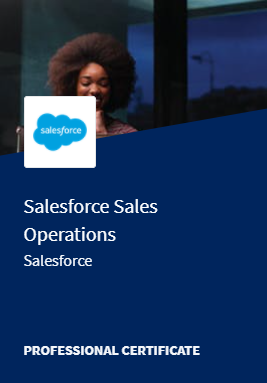 salesforce
Salesforce Sales
Operations
Salesforce
PROFESSIONAL CERTIFICATE